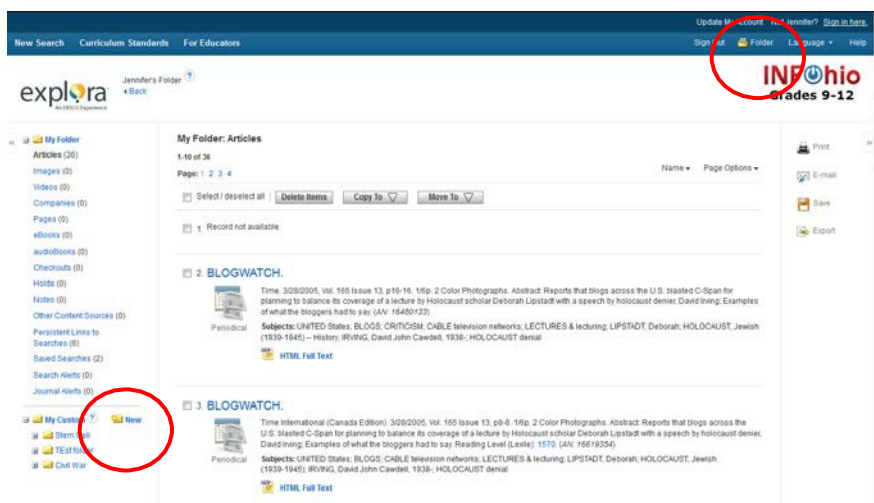 Update My Account Not Jennifer? Sign in here.
New Search Curriculum Standards For Educators
Sign Out Folder Language Help
explora
An EBSCO Experience
Jennifer's Folder ?
Back
INFOhio
Grades 9-12
My Folder
Articles (36)
Images (0)
Videos (0)
Companies (0)
Pages (0)
eBooks (0)
audioBooks (0)
Checkouts (0)
Holds (0)
Notes (0)
Other Content Sources (0)
Persistent Links to
Searches (6)
Saved Searches (2)
Search Alerts (0)
Journal Alerts (0)
My Custom ? New
Stem Cell
TEst folder
Civil War
My Folder: Articles
1-10 of 36
Page: 1 2 3 4
Name Page Options
Select / deselect all Delete Items Copy To Move To
1. Record not available.
2. BLOGWATCH.
Time. 3/28/2005, Vol. 165 Issue 13, p16-16. 1/6p. 2 Color Photographs. Abstract: Reports that blogs across the U.S. blasted C-Span for
planning to balance its coverage of a lecture by Holocaust scholar Deborah Lipstadt with a speech by holocaust denier, David Irving; Examples
of what the bloggers had to say. (AN: 16480133)
Periodical
Subjects: UNITED States; BLOGS; CRITICISM; CABLE television networks; LECTURES & lecturing; LIPSTADT, Deborah; HOLOCAUST, Jewish
(1939-1945) -- History; IRVING, David John Cawdell, 1938-; HOLOCAUST denial
HTML Full Text
3. BLOGWATCH.
Time International (Canada Edition). 3/28/2005, Vol. 165 Issue 13, p8-8. 1/6p. 2 Color Photographs. Abstract: Reports that blogs across the
U.S. blasted C-Span for planning to balance its coverage of a lecture by Holocaust scholar Deborah Lipstadt with a speech by holocaust denier,
David Irving; Examples of what the bloggers had to say. Reading Level (Lexile): 1570. (AN: 16619354)
Periodical
Subjects: UNITED States; BLOGS; CABLE television networks; LECTURES & lecturing; LIPSTADT, Deborah; HOLOCAUST, Jewish
(1939-1945); IRVING, David John Cawdell, 1938-; HOLOCAUST denial
HTML Full Text
Print
E-mail
Save
Export